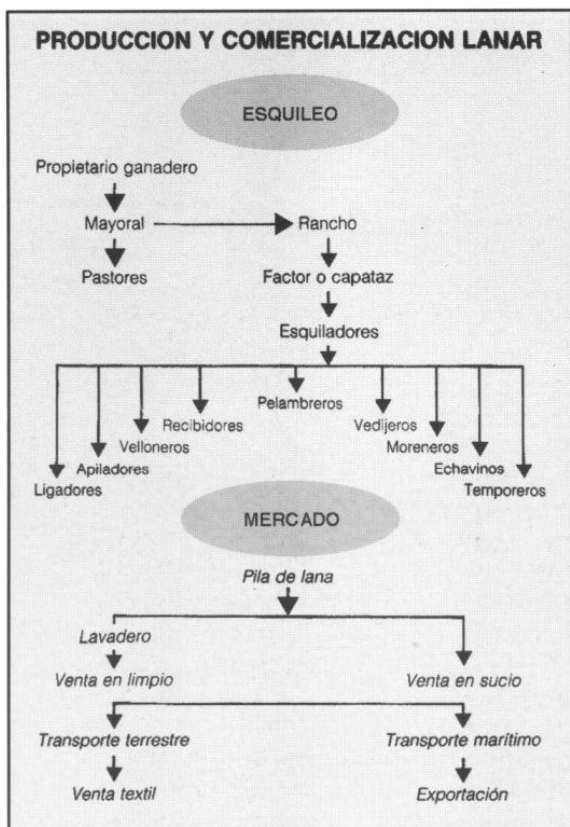 PRODUCCION Y COMERCIALIZACION LANAR
ESQUILEO
Propietario ganadero
Mayoral
Rancho
Pastores
Factor o capataz
Esquiladores
Pelambreros
Recibidores
Vedijeros
Velloneros
Moreneros
Apiladores
Echavinos
Ligadores
Temporeros
MERCADO
Pila de lana
Lavadero
Venta en limpio
Venta en sucio
Transporte terrestre
Transporte marítimo
Venta textil
Exportación